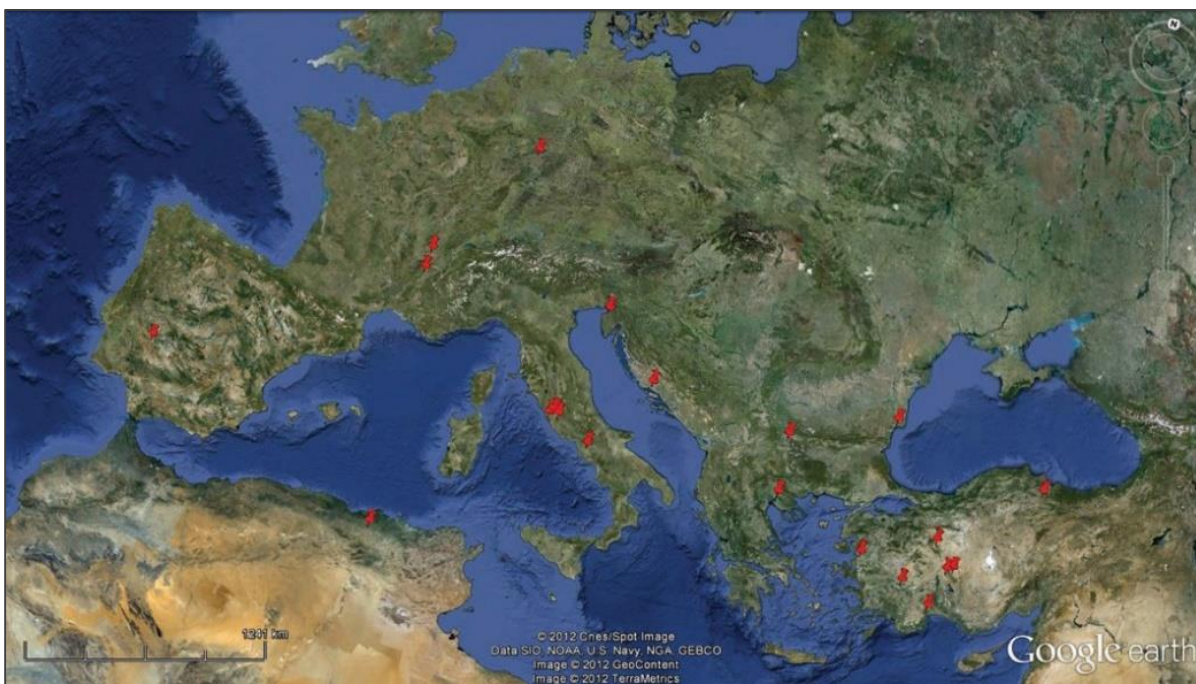 N
1241 km
© 2012 Cnes/Spot Image
Data SIO, NOAA, U.S. Navy, NGA, GEBCO
Image © 2012 GeoContent
Image © 2012 TerraMetrics
Google earth